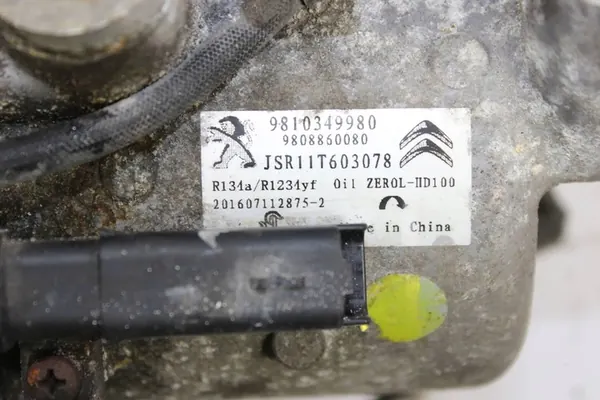 9810349980
9808860080
JSR11T603078
R134a/R1234yf Oil ZEROL-HD100
201607112875-2
in China